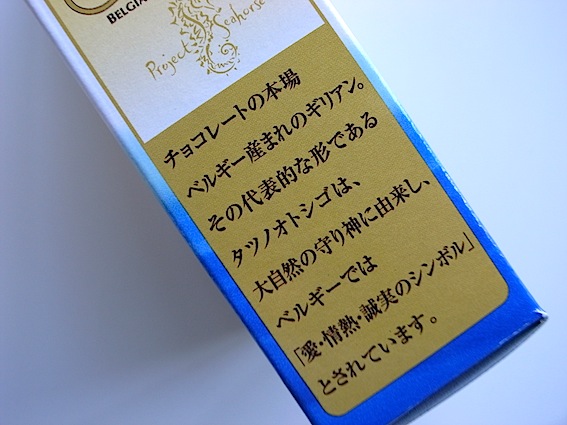 BELGIA
Project Seahorse
チョコレートの本場
ベルギー産まれのギリアン。
その代表的な形である
タツノオトシゴは、
大自然の守り神に由来し、
ベルギーでは
「愛・情熱・誠実のシンボル」
とされています。